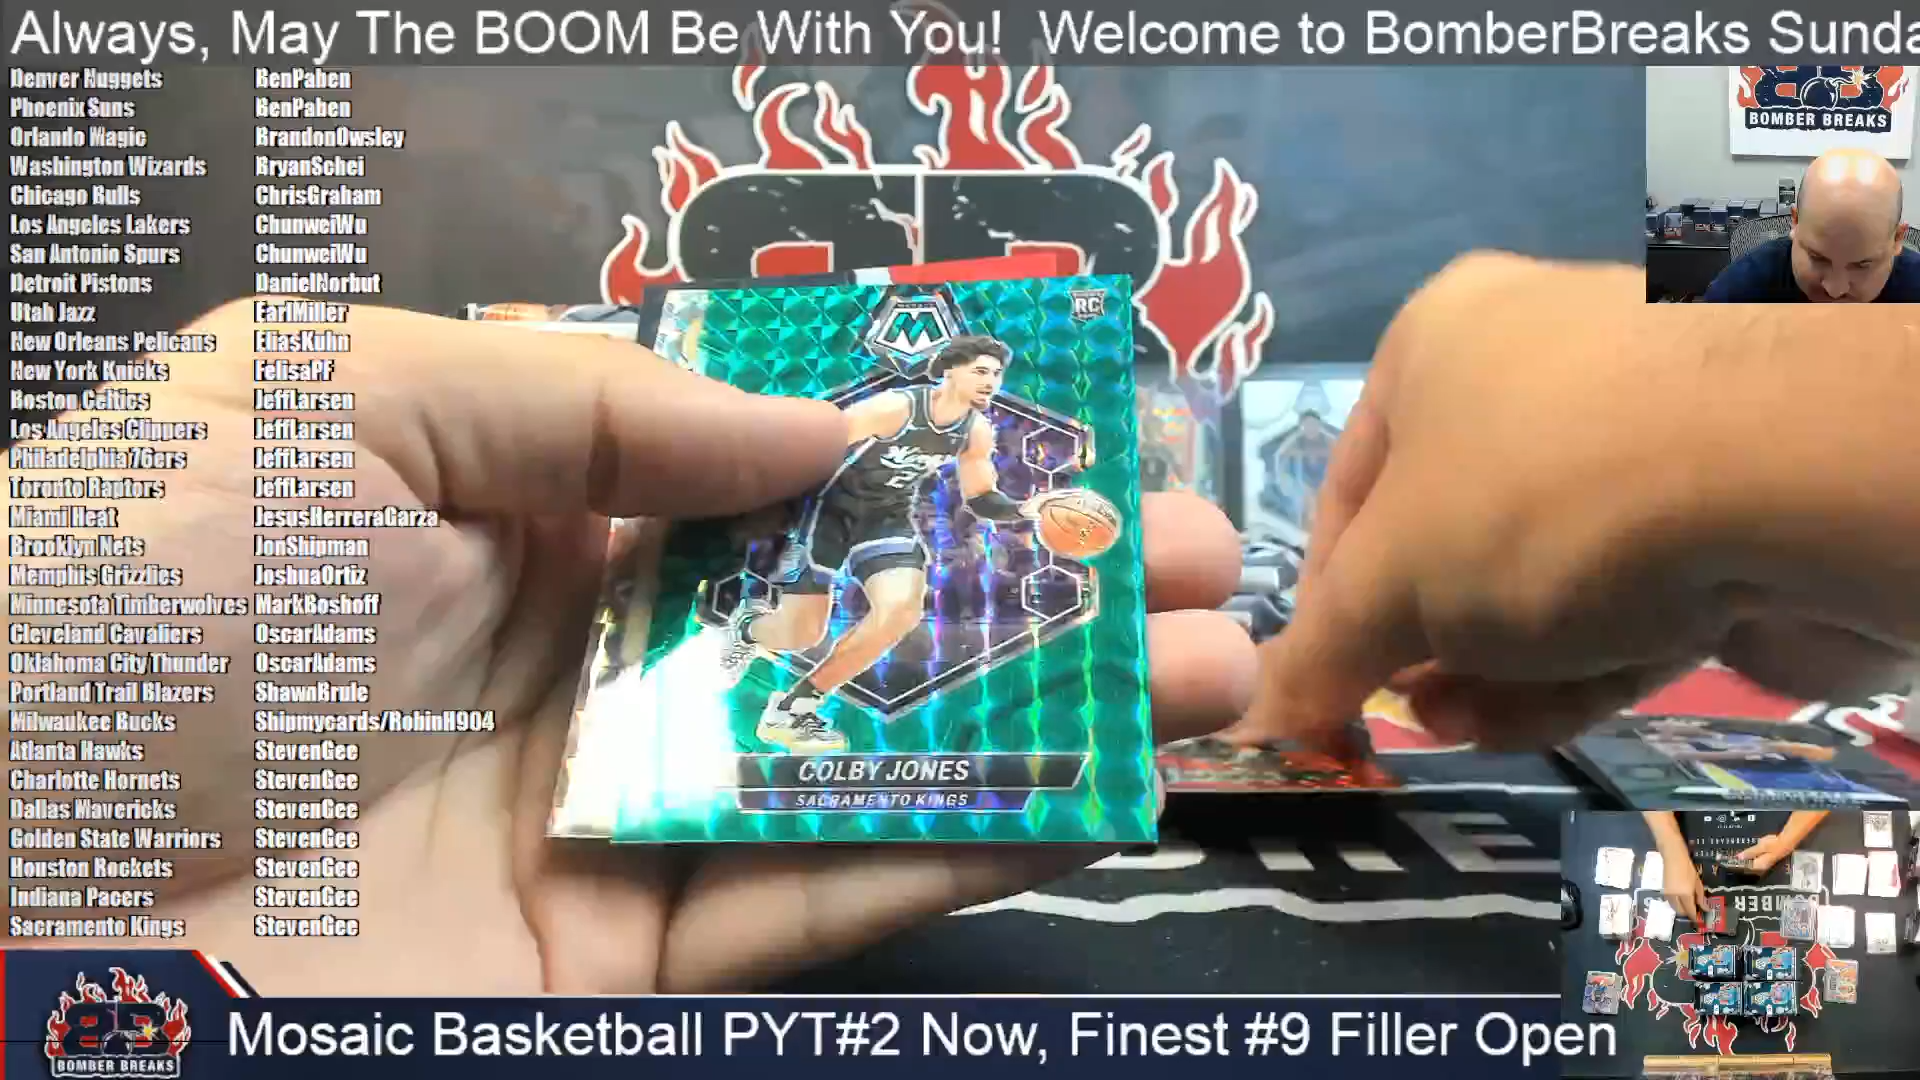 Always, May The BOOM Be With You!  Welcome to BomberBreaks Sunda
Denver Nuggets BenPahen
Phoenix Suns BenPahen
Orlando Magic BrandonOwsley
Washington Wizards BryanSchei
Chicago Bulls ChrisGraham
Los Angeles Lakers ChunweiWu
San Antonio Spurs ChunweiWu
Detroit Pistons DanielNorbut
Utah Jazz EarlMiller
New Orleans Pelicans EliasKuhn
New York Knicks FelisaPF
Boston Celtics JeffLarsen
Los Angeles Clippers JeffLarsen
Philadelphia 76ers JeffLarsen
Toronto Raptors JeffLarsen
Miami Heat JesusHerreraGarza
Brooklyn Nets JonShipman
Memphis Grizzlies JoshuaOrtiz
Minnesota Timberwolves MarkBoshoff
Cleveland Cavaliers OscarAdams
Oklahoma City Thunder OscarAdams
Portland Trail Blazers ShawnBrule
Milwaukee Bucks Shipmycards/RobinH904
Atlanta Hawks StevenGee
Charlotte Hornets StevenGee
Dallas Mavericks StevenGee
Golden State Warriors StevenGee
Houston Rockets StevenGee
Indiana Pacers StevenGee
Sacramento Kings StevenGee
BOMBER BREAKS
RC
Kings
2
COLBY JONES
SACRAMENTO KINGS
BOMBER
BOMBER BREAKS
Mosaic Basketball PYT#2 Now, Finest #9 Filler Open